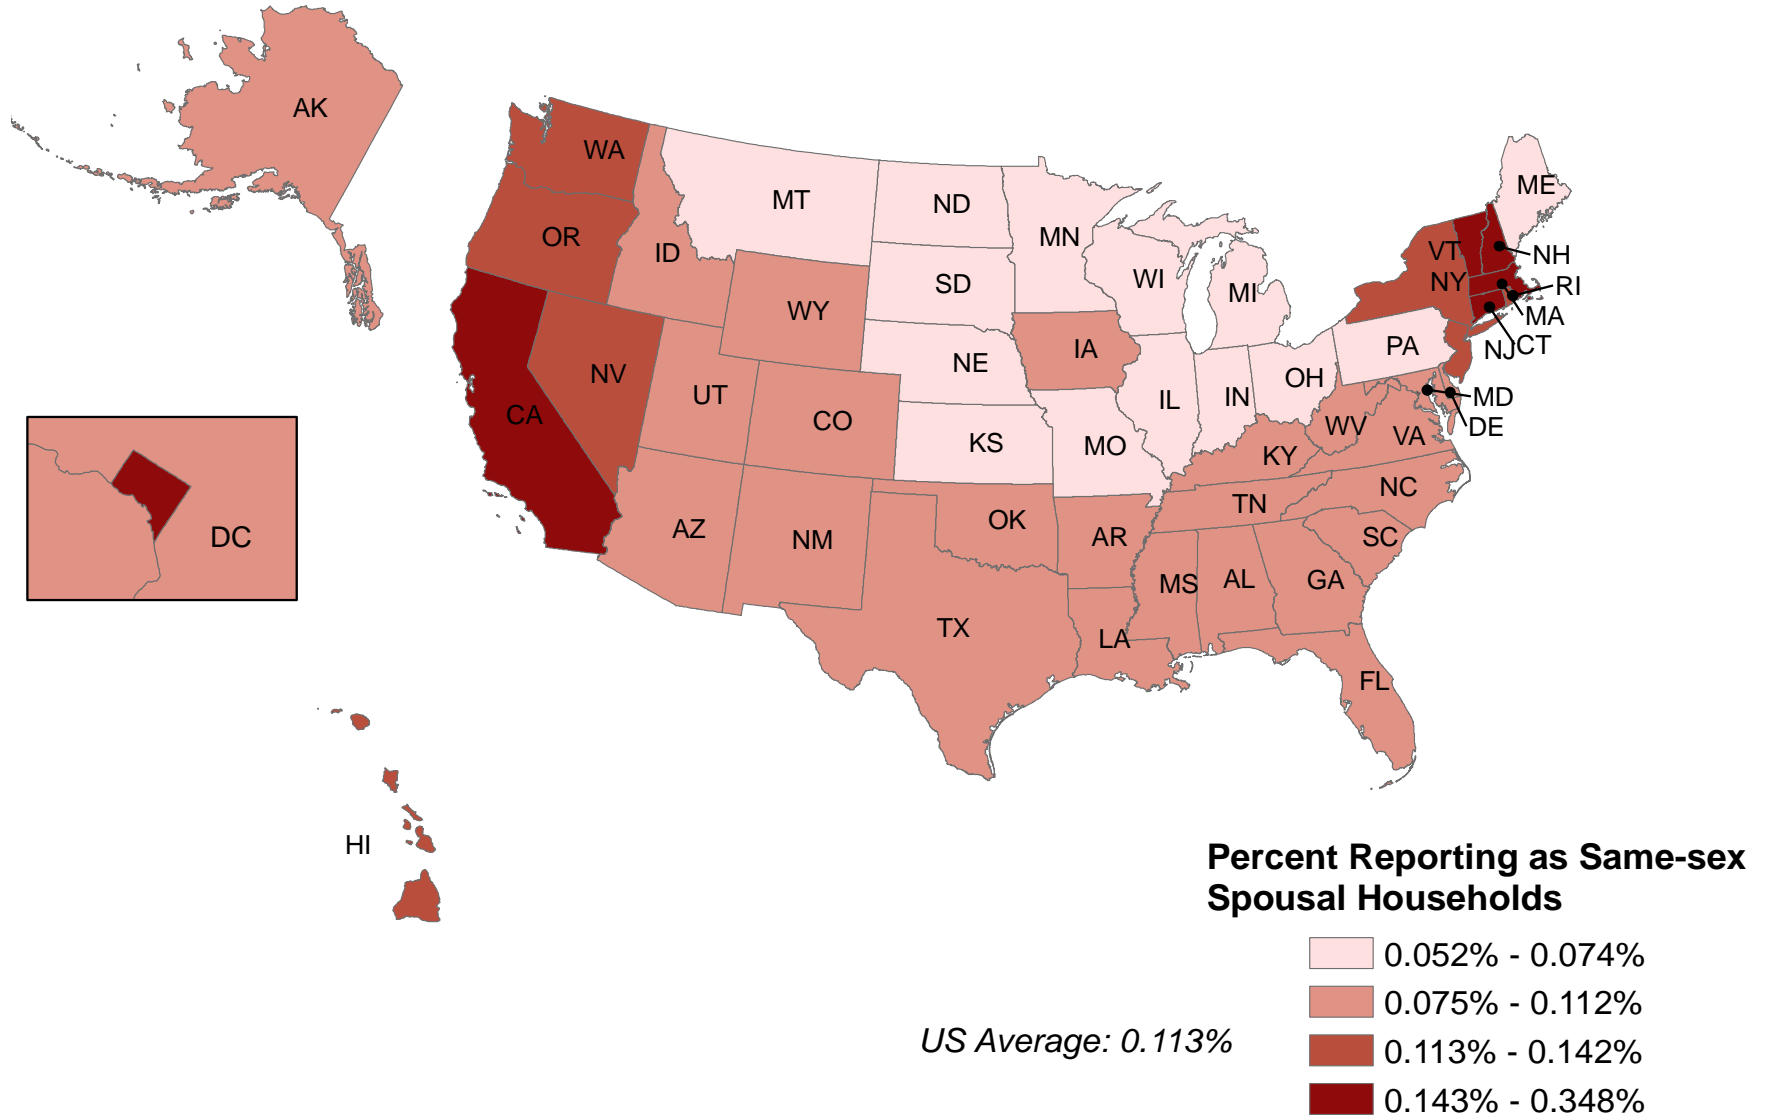 AK
WA
MT
ND
MN
ME
OR
ID
SD
WI
MI
VT
NH
NY
RI
MA
WY
NE
IA
PA
NJ
CT
NV
UT
CO
KS
MO
IL
IN
OH
MD
DE
CA
WV
VA
KY
AZ
NM
OK
AR
TN
NC
SC
DC
MS
AL
GA
TX
LA
FL
HI
Percent Reporting as Same-sex
Spousal Households
0.052% - 0.074%
0.075% - 0.112%
US Average: 0.113%
0.113% - 0.142%
0.143% - 0.348%